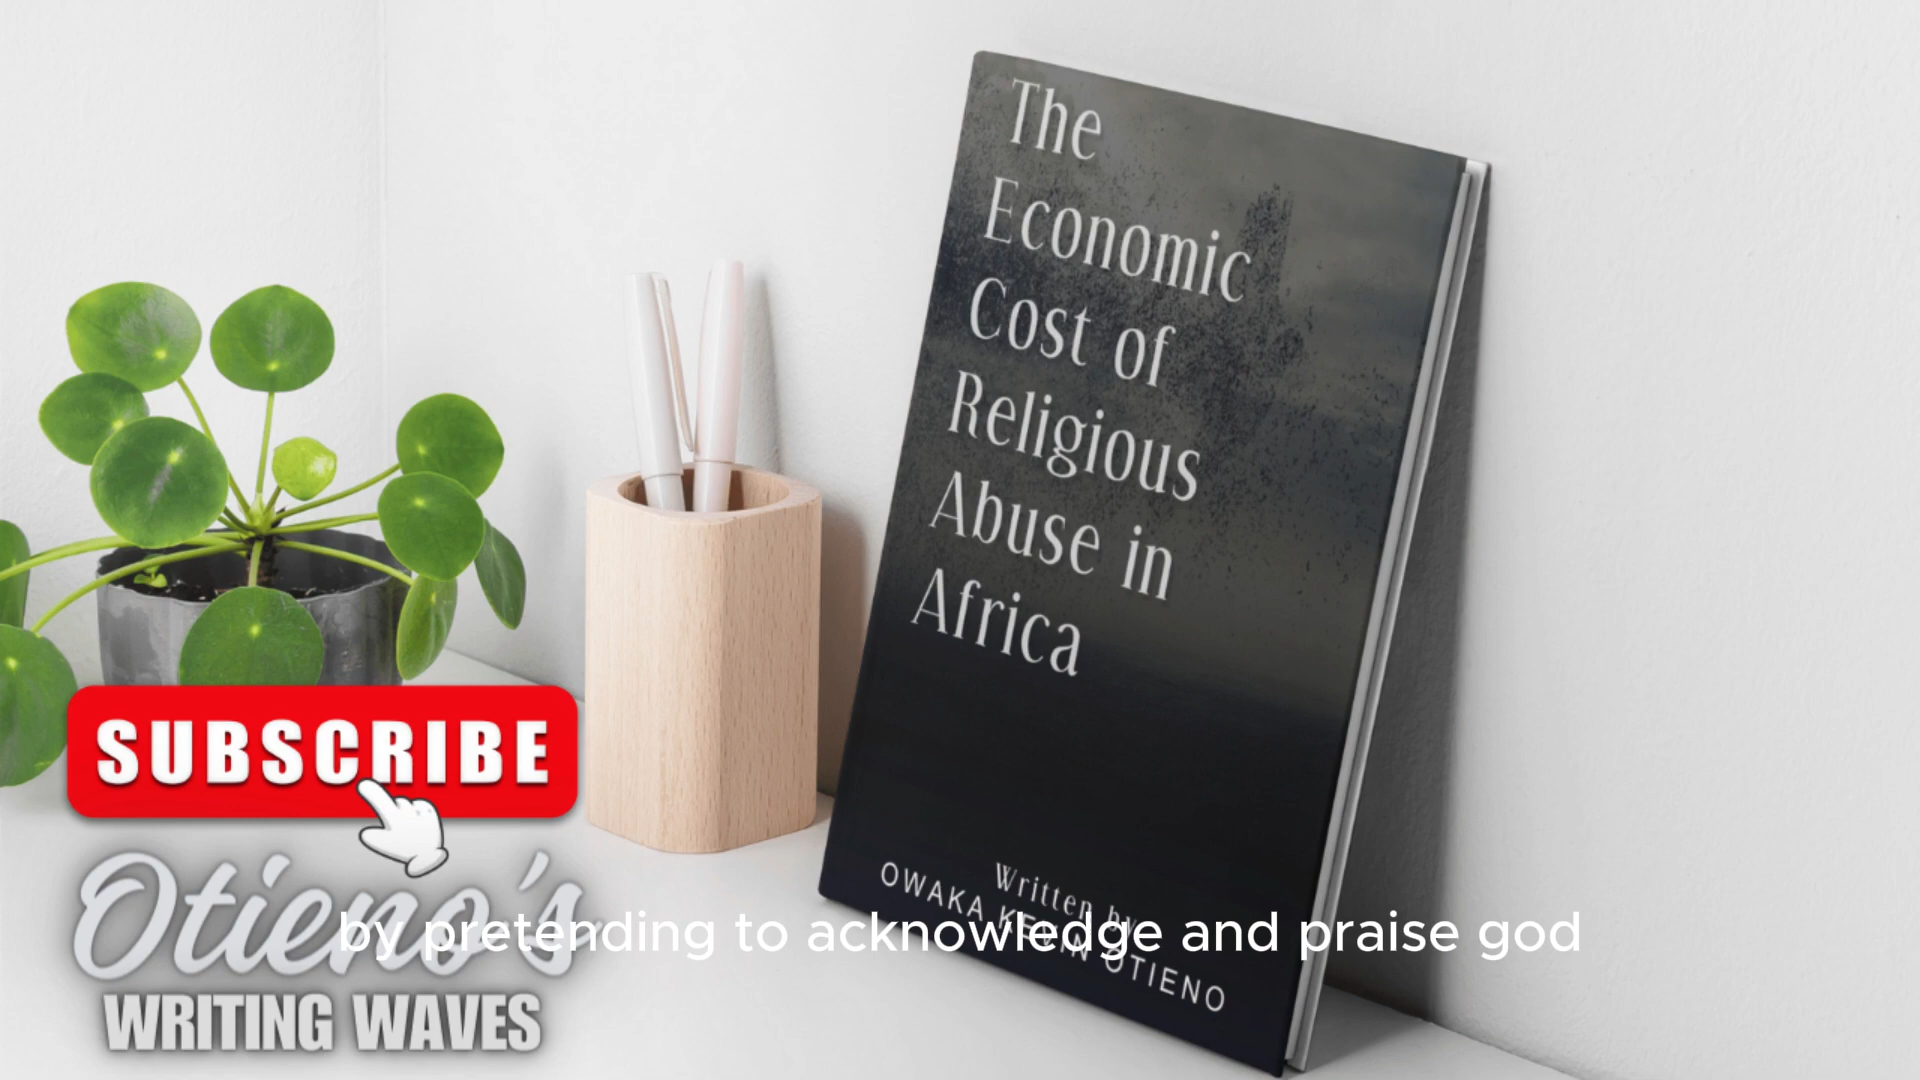 The
Economic
Cost of
Religious
Abuse in
Africa
Written by
OWAKA KEVIN OTIENO
SUBSCRIBE
Otieno's
WRITING WAVES
by pretending to acknowledge and praise god